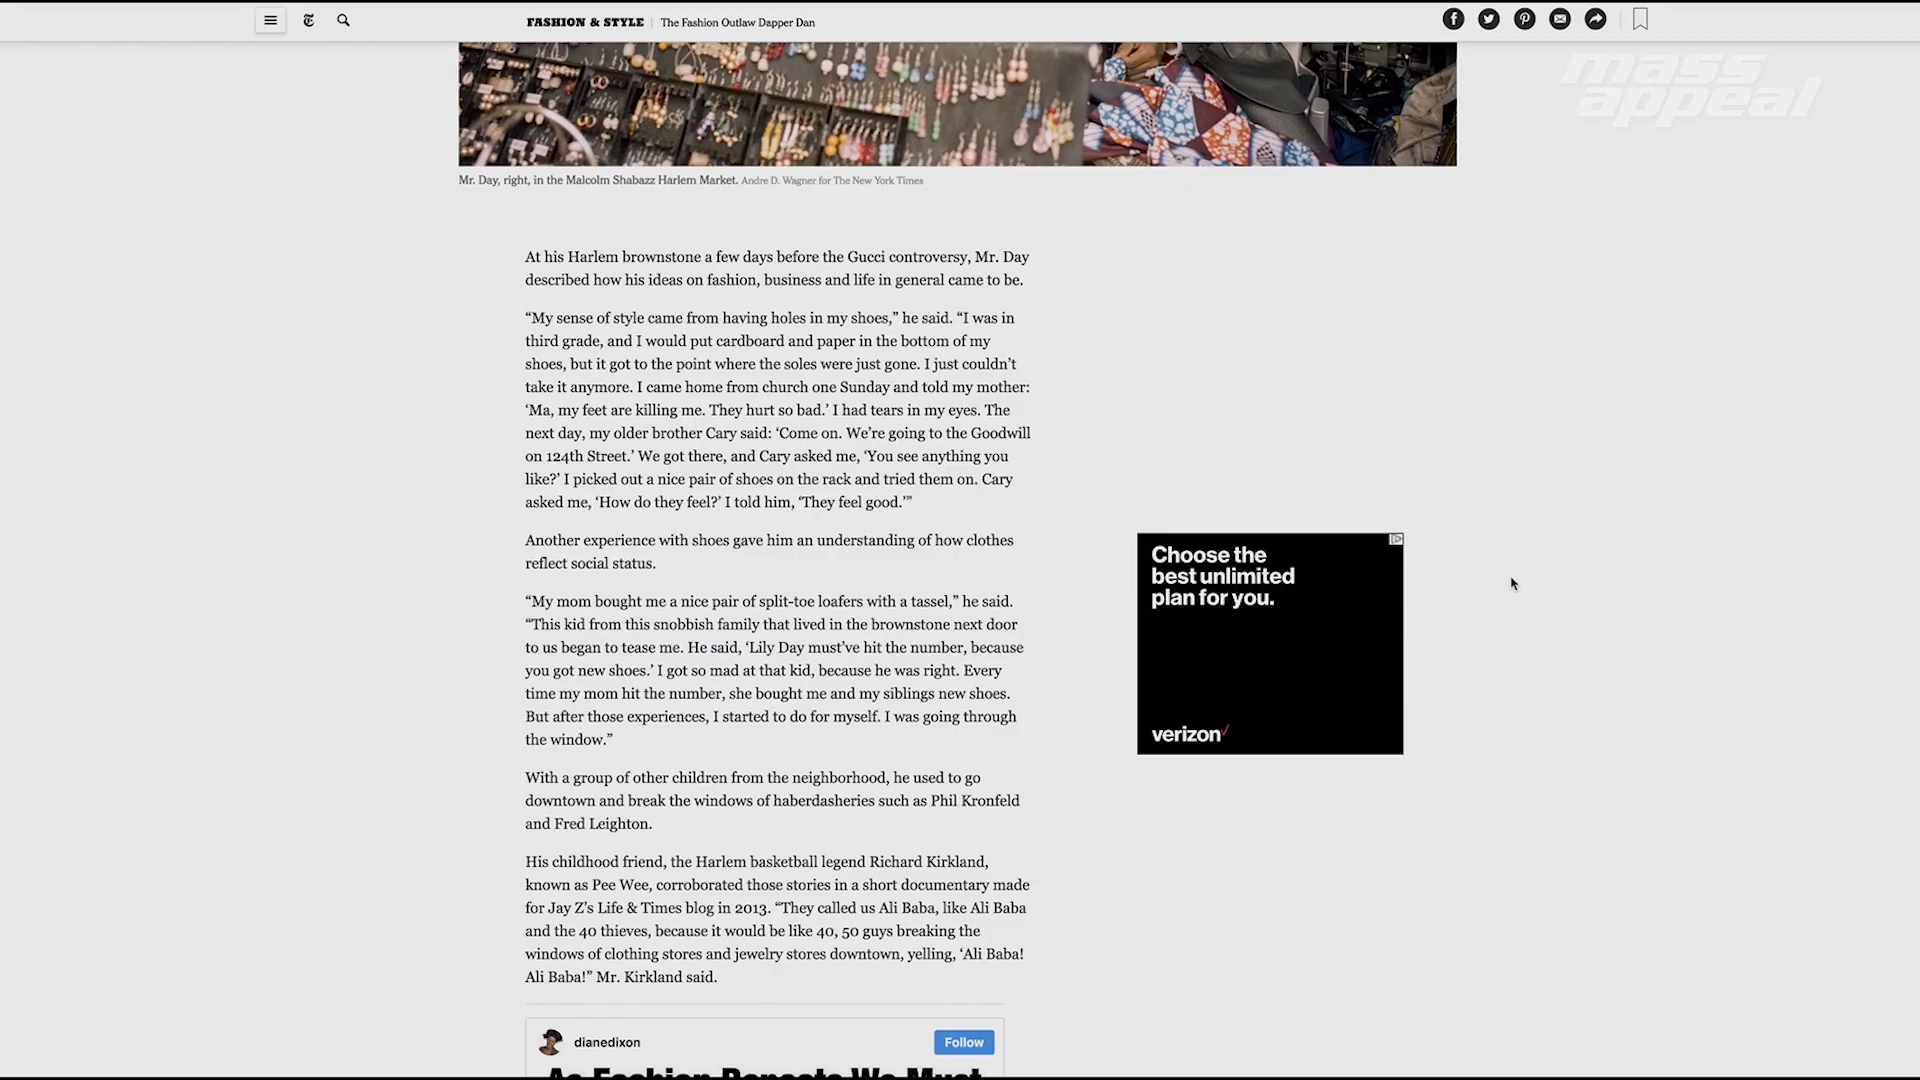 FASHION & STYLE | The Fashion Outlaw Dapper Dan
mass
appeal
Mr. Day, right, in the Malcolm Shabazz Harlem Market. Andre D. Wagner for The New York Times
At his Harlem brownstone a few days before the Gucci controversy, Mr. Day
described how his ideas on fashion, business and life in general came to be.
“My sense of style came from having holes in my shoes,” he said. “I was in
third grade, and I would put cardboard and paper in the bottom of my
shoes, but it got to the point where the soles were just gone. I just couldn’t
take it anymore. I came home from church one Sunday and told my mother:
‘Ma, my feet are killing me. They hurt so bad.’ I had tears in my eyes. The
next day, my older brother Cary said: ‘Come on. We’re going to the Goodwill
on 124th Street.’ We got there, and Cary asked me, ‘You see anything you
like?’ I picked out a nice pair of shoes on the rack and tried them on. Cary
asked me, ‘How do they feel?’ I told him, ‘They feel good.’”
Another experience with shoes gave him an understanding of how clothes
reflect social status.
“My mom bought me a nice pair of split-toe loafers with a tassel,” he said.
“This kid from this snobbish family that lived in the brownstone next door
to us began to tease me. He said, ‘Lily Day must’ve hit the number, because
you got new shoes.’ I got so mad at that kid, because he was right. Every
time my mom hit the number, she bought me and my siblings new shoes.
But after those experiences, I started to do for myself. I was going through
the window.”
With a group of other children from the neighborhood, he used to go
downtown and break the windows of haberdasheries such as Phil Kronfeld
and Fred Leighton.
His childhood friend, the Harlem basketball legend Richard Kirkland,
known as Pee Wee, corroborated those stories in a short documentary made
for Jay Z’s Life & Times blog in 2013. “They called us Ali Baba, like Ali Baba
and the 40 thieves, because it would be like 40, 50 guys breaking the
windows of clothing stores and jewelry stores downtown, yelling, ‘Ali Baba!
Ali Baba!” Mr. Kirkland said.
Choose the
best unlimited
plan for you.
verizon
dianedixon
Follow
As Fashion Repeats We Must